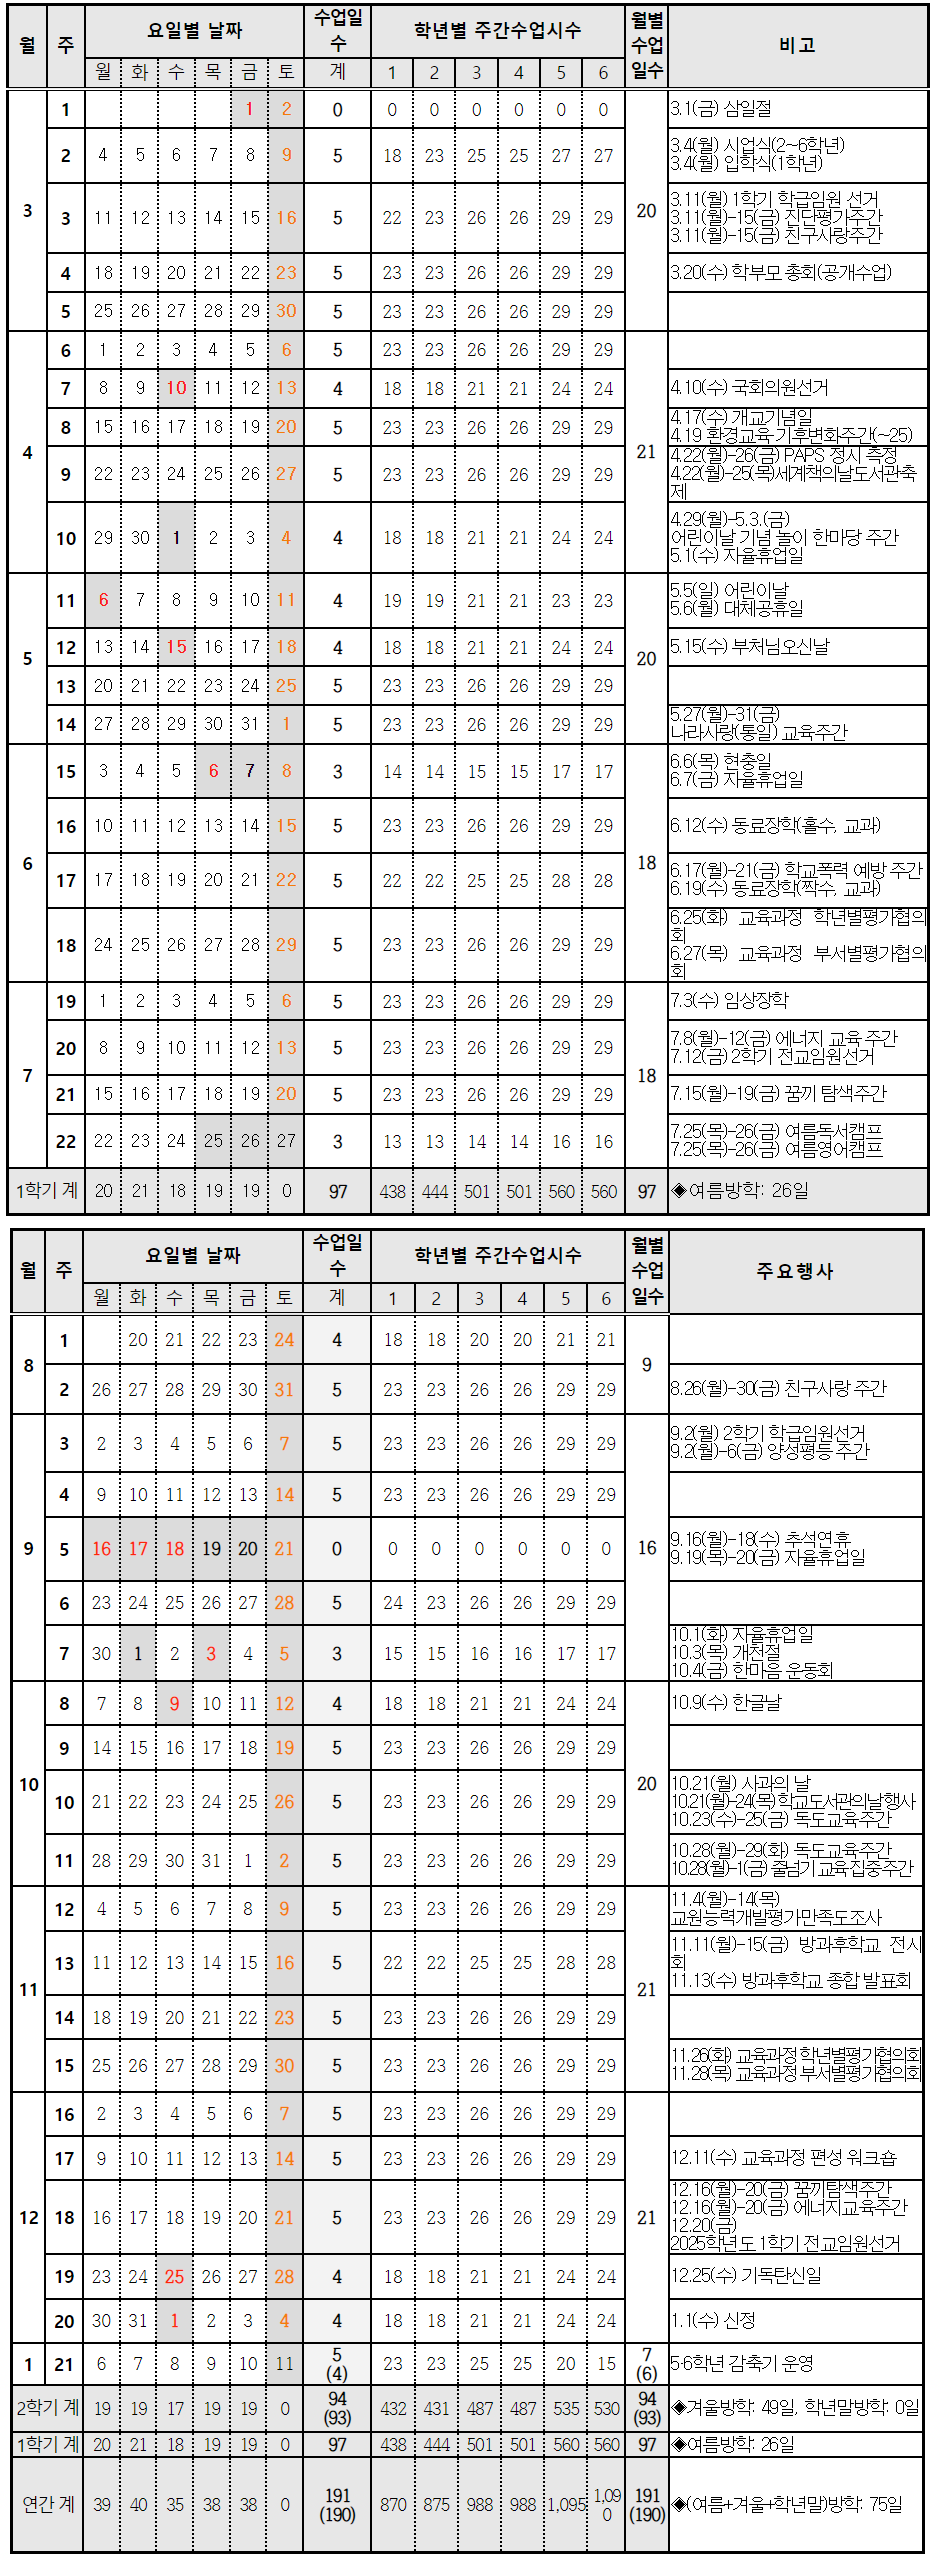 월 주 요일별 날짜 수업일수 학년별 주간수업시수 월별 수업 일수 비고
월 화 수 목 금 토 계 1 2 3 4 5 6
3 1 1 2 0 0 0 0 0 0 0 20 3.1(금) 삼일절
2 4 5 6 7 8 9 5 18 23 25 25 27 27 3.4(월) 시업식(2~6학년)
3.4(월) 입학식(1학년)
3 11 12 13 14 15 16 5 22 23 26 26 29 29 3.11(월) 1학기 학급임원 선거
3.11(월)-15(금) 진단평가주간
3.11(월)-15(금) 친구사랑주간
4 18 19 20 21 22 23 5 23 23 26 26 29 29 3.20(수) 학부모 총회(공개수업)
5 25 26 27 28 29 30 5 23 23 26 26 29 29
4 6 1 2 3 4 5 6 5 23 23 26 26 29 29 21
7 8 9 10 11 12 13 4 18 18 21 21 24 24 4.10(수) 국회의원선거
8 15 16 17 18 19 20 5 23 23 26 26 29 29 4.17(수) 개교기념일
4.19 환경교육·기후변화주간(~25)
9 22 23 24 25 26 27 5 23 23 26 26 29 29 4.22(월)-26(금) PAPS 정시 측정
4.22(월)-25(목)세계책의날도서관축
제
10 29 30 1 2 3 4 4 18 18 21 21 24 24 4.29(월)-5.3.(금)
어린이날 기념 놀이 한마당 주간
5.1(수) 자율휴업일
5 11 6 7 8 9 10 11 4 19 19 21 21 23 23 20 5.5(일) 어린이날
5.6(월) 대체공휴일
12 13 14 15 16 17 18 4 18 18 21 21 24 24 5.15(수) 부처님오신날
13 20 21 22 23 24 25 5 23 23 26 26 29 29
14 27 28 29 30 31 1 5 23 23 26 26 29 29 5.27(월)-31(금)
나라사랑(통일) 교육주간
6 15 3 4 5 6 7 8 3 14 14 15 15 17 17 18 6.6(목) 현충일
6.7(금) 자율휴업일
16 10 11 12 13 14 15 5 23 23 26 26 29 29 6.12(수) 동료장학(홀수, 교과)
17 17 18 19 20 21 22 5 22 22 25 25 28 28 6.17(월)-21(금) 학교폭력 예방 주간
6.19(수) 동료장학(짝수, 교과)
18 24 25 26 27 28 29 5 23 23 26 26 29 29 6.25(화) 교육과정 학년별평가협의
회
6.27(목) 교육과정 부서별평가협의
회
7 19 1 2 3 4 5 6 5 23 23 26 26 29 29 18 7.3(수) 임상장학
20 8 9 10 11 12 13 5 23 23 26 26 29 29 7.8(월)-12(금) 에너지 교육 주간
7.12(금) 2학기 전교임원선거
21 15 16 17 18 19 20 5 23 23 26 26 29 29 7.15(월)-19(금) 꿈끼 탐색주간
22 22 23 24 25 26 27 3 13 13 14 14 16 16 7.25(목)-26(금) 여름독서캠프
7.25(목)-26(금) 여름영어캠프
1학기 계 20 21 18 19 19 0 97 438 444 501 501 560 560 97 ◈여름방학: 26일
월 주 요일별 날짜 수업일수 학년별 주간수업시수 월별 수업 일수 주요행사
월 화 수 목 금 토 계 1 2 3 4 5 6
8 1 20 21 22 23 24 4 18 18 20 20 21 21 9
2 26 27 28 29 30 31 5 23 23 26 26 29 29 8.26(월)-30(금) 친구사랑 주간
9 3 2 3 4 5 6 7 5 23 23 26 26 29 29 16 9.2(월) 2학기 학급임원선거
9.2(월)-6(금) 양성평등 주간
4 9 10 11 12 13 14 5 23 23 26 26 29 29
5 16 17 18 19 20 21 0 0 0 0 0 0 0 9.16(월)-18(수) 추석연휴
9.19(목)-20(금) 자율휴업일
6 23 24 25 26 27 28 5 24 23 26 26 29 29
7 30 1 2 3 4 5 3 15 15 16 16 17 17 10.1(화) 자율휴업일
10.3(목) 개천절
10.4(금) 한마음 운동회
10 8 7 8 9 10 11 12 4 18 18 21 21 24 24 20 10.9(수) 한글날
9 14 15 16 17 18 19 5 23 23 26 26 29 29
10 21 22 23 24 25 26 5 23 23 26 26 29 29 10.21(월) 사과의 날
10.21(월)-24(목)학교도서관의날행사
10.23(수)-25(금) 독도교육주간
11 28 29 30 31 1 2 5 23 23 26 26 29 29 10.28(월)-29(화) 독도교육주간
10.28(월)-1(금) 줄넘기 교육 집중주간
11 12 4 5 6 7 8 9 5 23 23 26 26 29 29 21 11.4(월)-14(목)
교원능력개발평가만족도조사
13 11 12 13 14 15 16 5 22 22 25 25 28 28 11.11(월)-15(금) 방과후학교 전시
회
11.13(수) 방과후학교 종합 발표회
14 18 19 20 21 22 23 5 23 23 26 26 29 29
15 25 26 27 28 29 30 5 23 23 26 26 29 29 11.26(화) 교육과정 학년별평가협의회
11.28(목) 교육과정 부서별평가협의회
12 16 2 3 4 5 6 7 5 23 23 26 26 29 29 21
17 9 10 11 12 13 14 5 23 23 26 26 29 29 12.11(수) 교육과정 편성 워크숍
18 16 17 18 19 20 21 5 23 23 26 26 29 29 12.16(월)-20(금) 꿈끼탐색주간
12.16(월)-20(금) 에너지교육주간
12.20(금)
2025학년도 1학기 전교임원선거
19 23 24 25 26 27 28 4 18 18 21 21 24 24 12.25(수) 기독탄신일
20 30 31 1 2 3 4 4 18 18 21 21 24 24 1.1(수) 신정
1 21 6 7 8 9 10 11 5 (4) 23 23 25 25 20 15 7 (6) 5·6학년 감축기 운영
2학기 계 19 19 17 19 19 0 94 (93) 432 431 487 487 535 530 94 (93) ◈겨울방학: 49일, 학년말방학: 0일
1학기 계 20 21 18 19 19 0 97 438 444 501 501 560 560 97 ◈여름방학: 26일
연간 계 39 40 35 38 38 0 191 (190) 870 875 988 988 1,095 1,090 191 (190) ◈(여름+겨울+학년말)방학: 75일